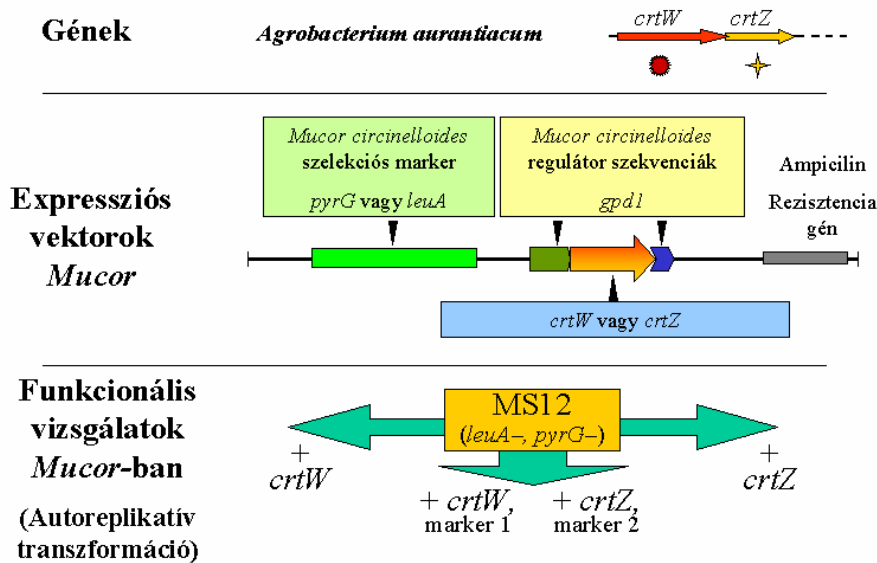 Gének
Agrobacterium aurantiacum
crtW crtZ
Mucor circinelloides
szelekciós marker
pyrG vagy leuA
Mucor circinelloides
regulátor szekvenciák
gpd1
Ampicilin
Rezisztencia
gén
Expressziós
vektorok
Mucor
crtW vagy crtZ
Funkcionális
vizsgálatok
Mucor-ban
(Autoreplikatív
transzformáció)
MS12
(leuA–, pyrG–)
+
crtW
+ crtW,
marker 1
+ crtZ,
marker 2
+
crtZ